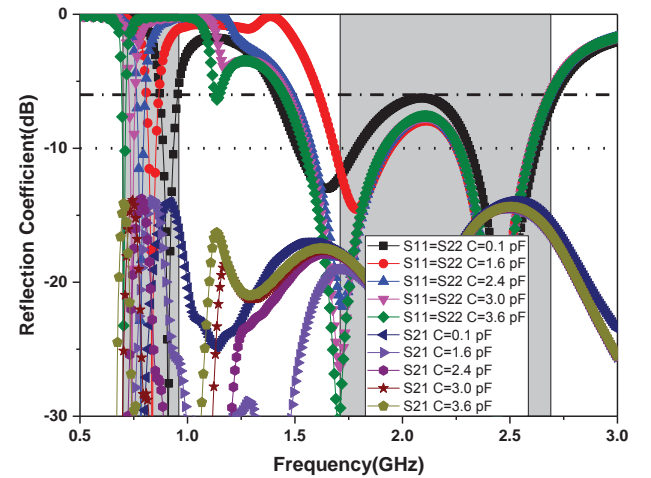 0
-10
-20
-30
Reflection Coefficient(dB)
S11=S22 C=0.1 pF
S11=S22 C=1.6 pF
S11=S22 C=2.4 pF
S11=S22 C=3.0 pF
S11=S22 C=3.6 pF
S21 C=0.1 pF
S21 C=1.6 pF
S21 C=2.4 pF
S21 C=3.0 pF
S21 C=3.6 pF
0.5 1.0 1.5 2.0 2.5 3.0
Frequency(GHz)